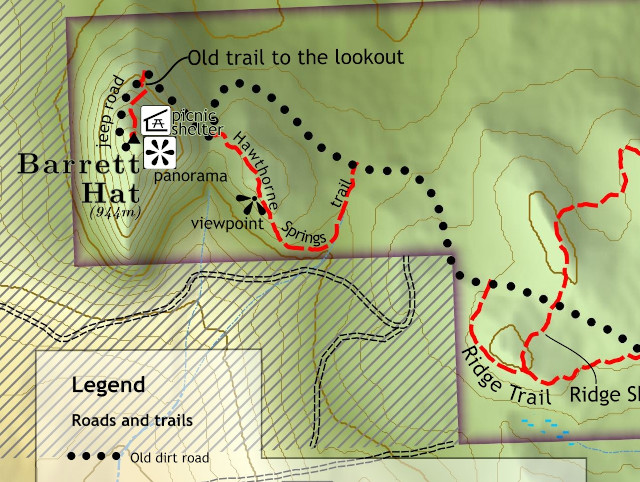 Old trail to the lookout
jeep road
picnic
shelter
Barrett
Hat
(944m)
panorama
Hawthorne
Springs
trail
viewpoint
Ridge Trail
Ridge
Legend
Roads and trails
Old dirt road